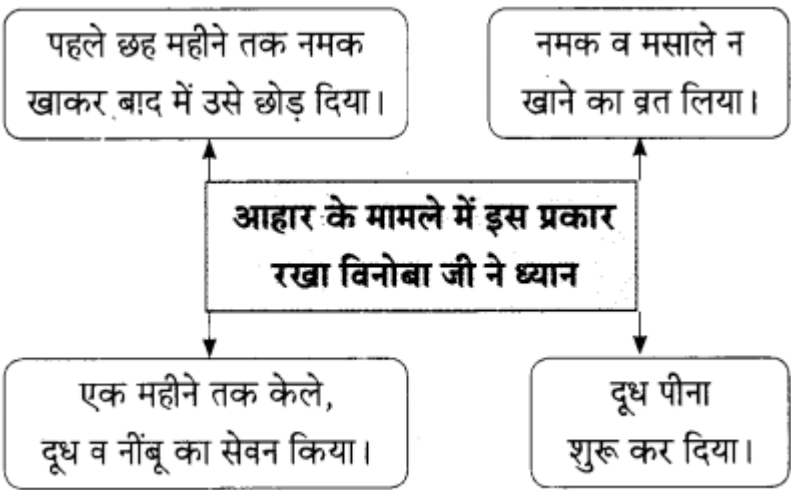 पहले छह महीने तक नमक
खाकर बाद में उसे छोड़ दिया।
नमक व मसाले न
खाने का व्रत लिया।
आहार के मामले में इस प्रकार
रखा विनोबा जी ने ध्यान
एक महीने तक केले,
दूध व नींबू का सेवन किया।
दूध पीना
शुरू कर दिया।